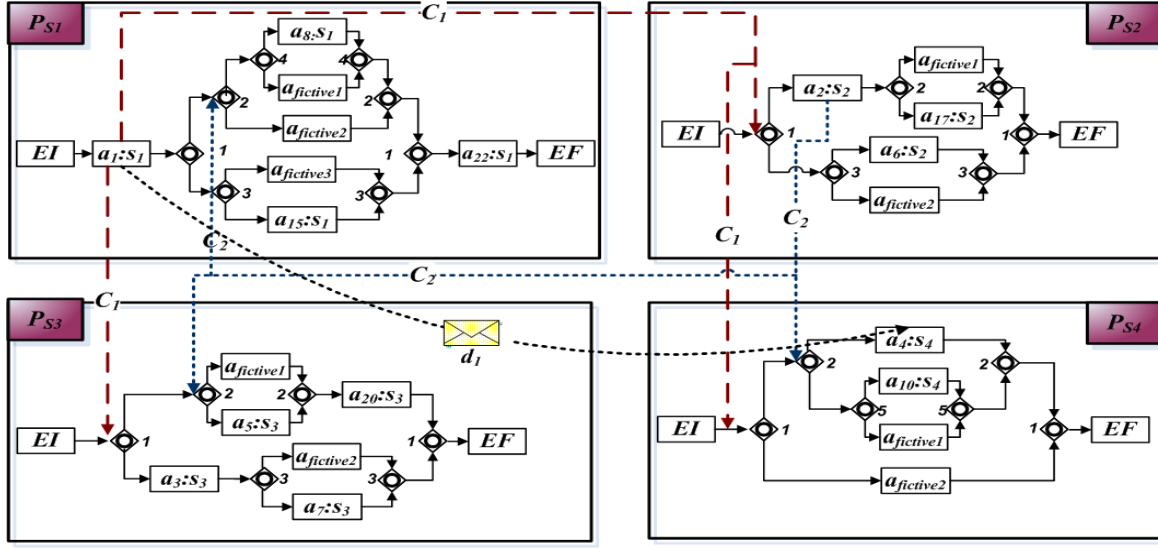 C1
PS1
a8:s1
4
4
afictive1
2
2
afictive2
EI
a1:s1
1
1
a22:s1
EF
afictive3
3
3
a15:s1
C2
PS2
afictive1
a2:s2
2
2
a17:s2
EI
1
1
EF
a6:s2
3
3
afictive2
C1
C2
C2
C1
PS3
d1
afictive1
2
2
a20:s3
a5:s3
EI
1
1
EF
a3:s3
afictive2
3
3
a7:s3
PS4
a4:s4
2
2
a10:s4
5
5
afictive1
EI
1
1
EF
afictive2